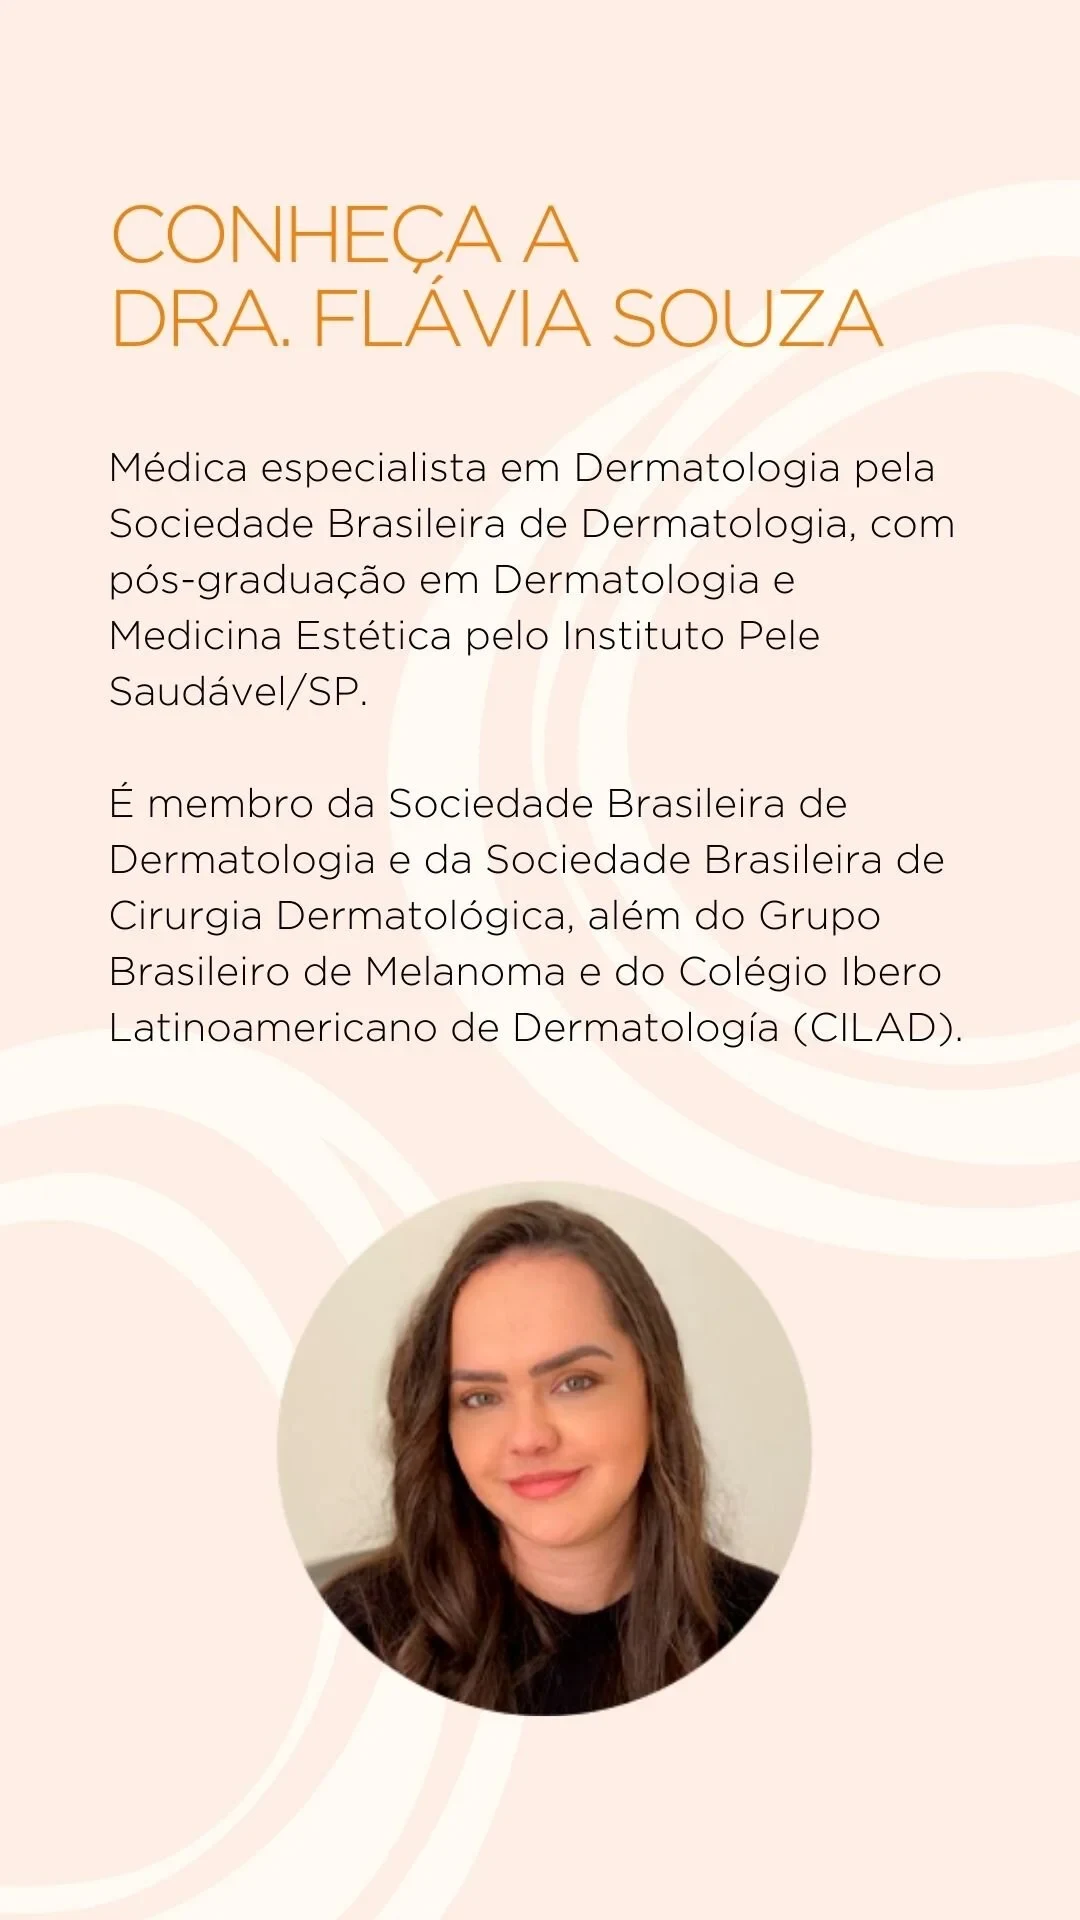 CONHEÇA A
DRA. FLÁVIA SOUZA
Médica especialista em Dermatologia pela
Sociedade Brasileira de Dermatologia, com
pós-graduação em Dermatologia e
Medicina Estética pelo Instituto Pele
Saudável/SP.
É membro da Sociedade Brasileira de
Dermatologia e da Sociedade Brasileira de
Cirurgia Dermatológica, além do Grupo
Brasileiro de Melanoma e do Colégio Ibero
Latinoamericano de Dermatología (CILAD).